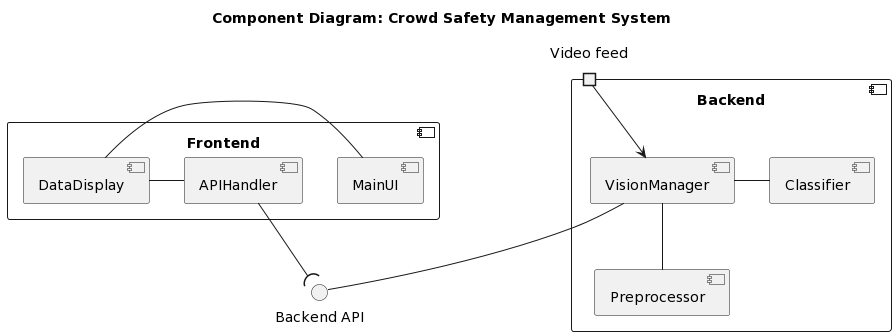 Component Diagram: Crowd Safety Management System
Video feed
Backend
Frontend
DataDisplay
APIHandler
MainUI
VisionManager
Classifier
Preprocessor
Backend API